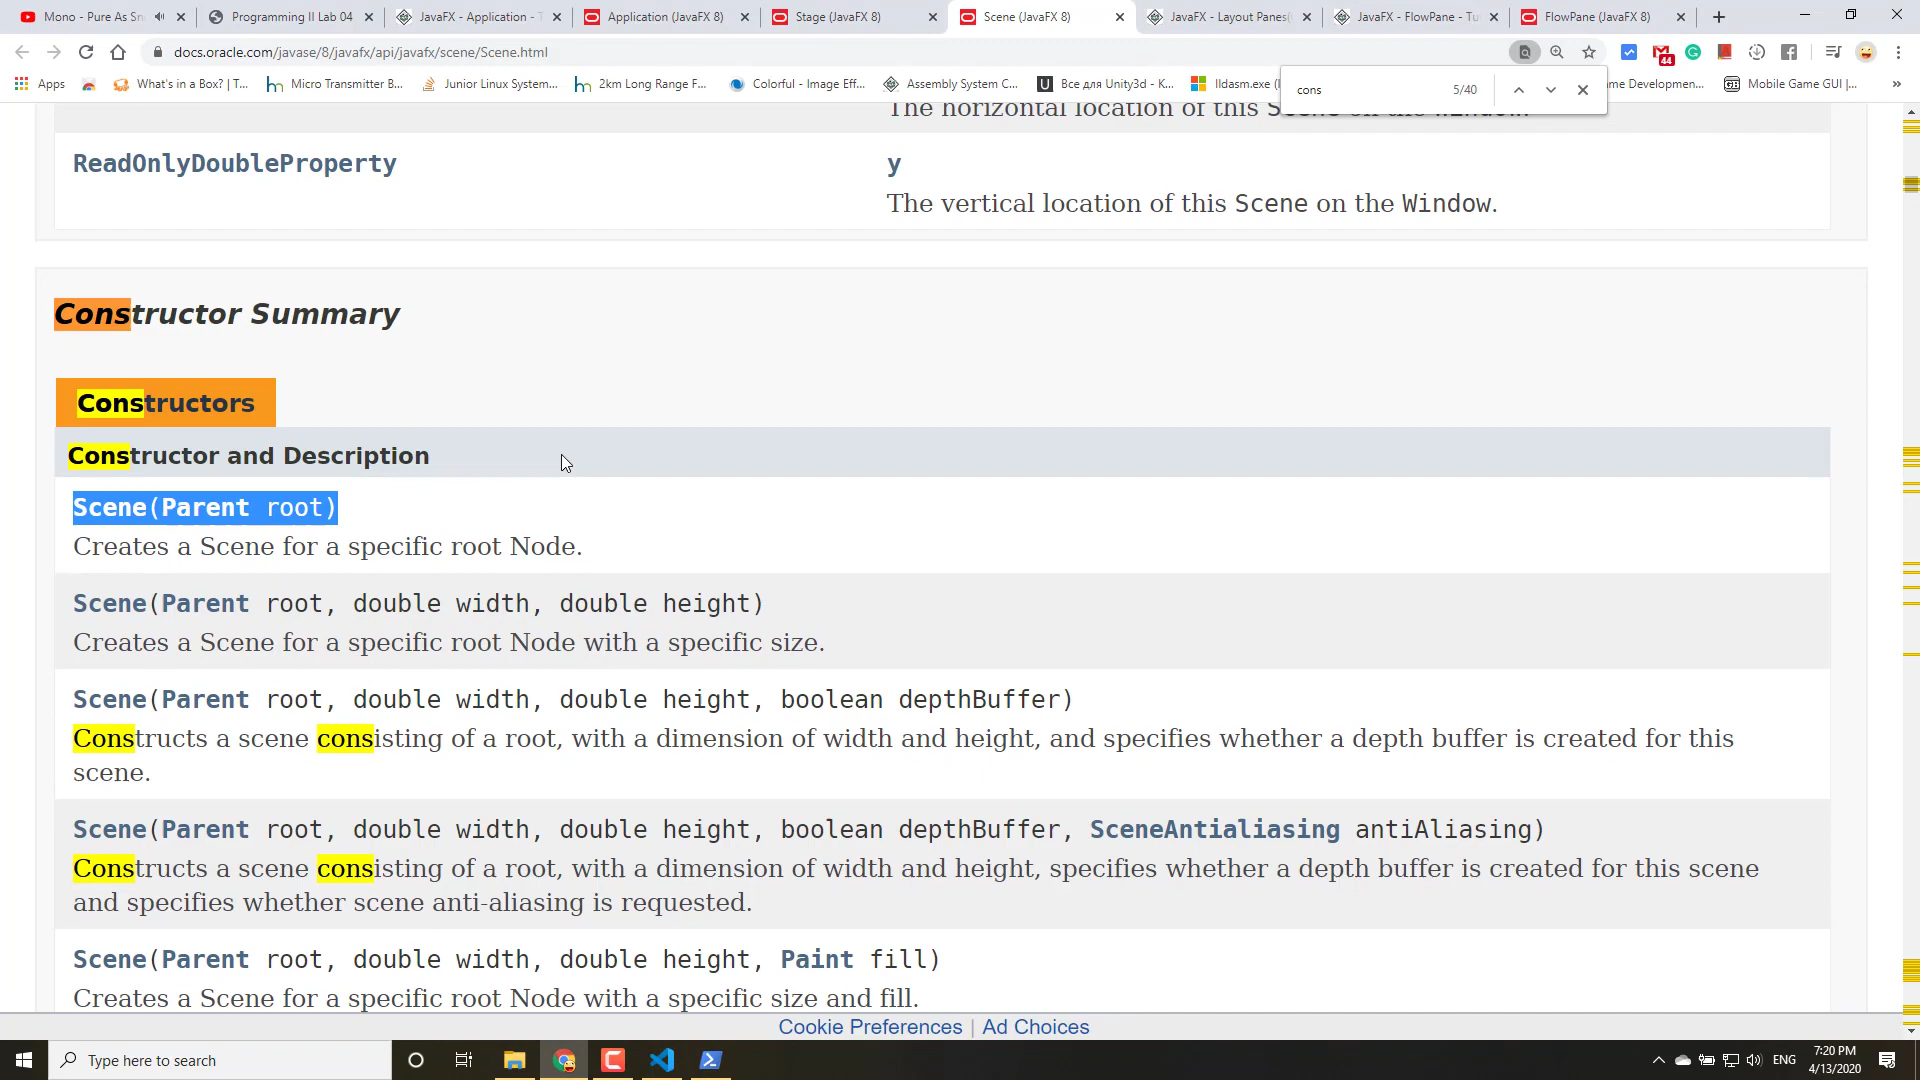 Mono - Pure As Sn
Programming II Lab 04
JavaFX - Application - T
Application (JavaFX 8)
Stage (JavaFX 8)
Scene (JavaFX 8)
JavaFX - Layout Panes(
JavaFX - FlowPane - Tu
FlowPane (JavaFX 8)
docs.oracle.com/javase/8/javafx/api/javafx/scene/Scene.html
44
Apps
What's in a Box? | T...
Micro Transmitter B...
Junior Linux System...
2km Long Range F...
Colorful - Image Eff...
Assembly System C...
Все для Unity3d - K...
Ildasm.exe (I
me Developmen...
Mobile Game GUI |...
»
cons
5/40
The horizontal location of this Scene on the Window.
ReadOnlyDoubleProperty
y
The vertical location of this Scene on the Window.
Constructor Summary
Constructors
Constructor and Description
Scene(Parent root)
Creates a Scene for a specific root Node.
Scene(Parent root, double width, double height)
Creates a Scene for a specific root Node with a specific size.
Scene(Parent root, double width, double height, boolean depthBuffer)
Constructs a scene consisting of a root, with a dimension of width and height, and specifies whether a depth buffer is created for this
scene.
Scene(Parent root, double width, double height, boolean depthBuffer, SceneAntialiasing antiAliasing)
Constructs a scene consisting of a root, with a dimension of width and height, specifies whether a depth buffer is created for this scene
and specifies whether scene anti-aliasing is requested.
Scene(Parent root, double width, double height, Paint fill)
Creates a Scene for a specific root Node with a specific size and fill.
Cookie Preferences | Ad Choices
Type here to search
ENG
7:20 PM
4/13/2020